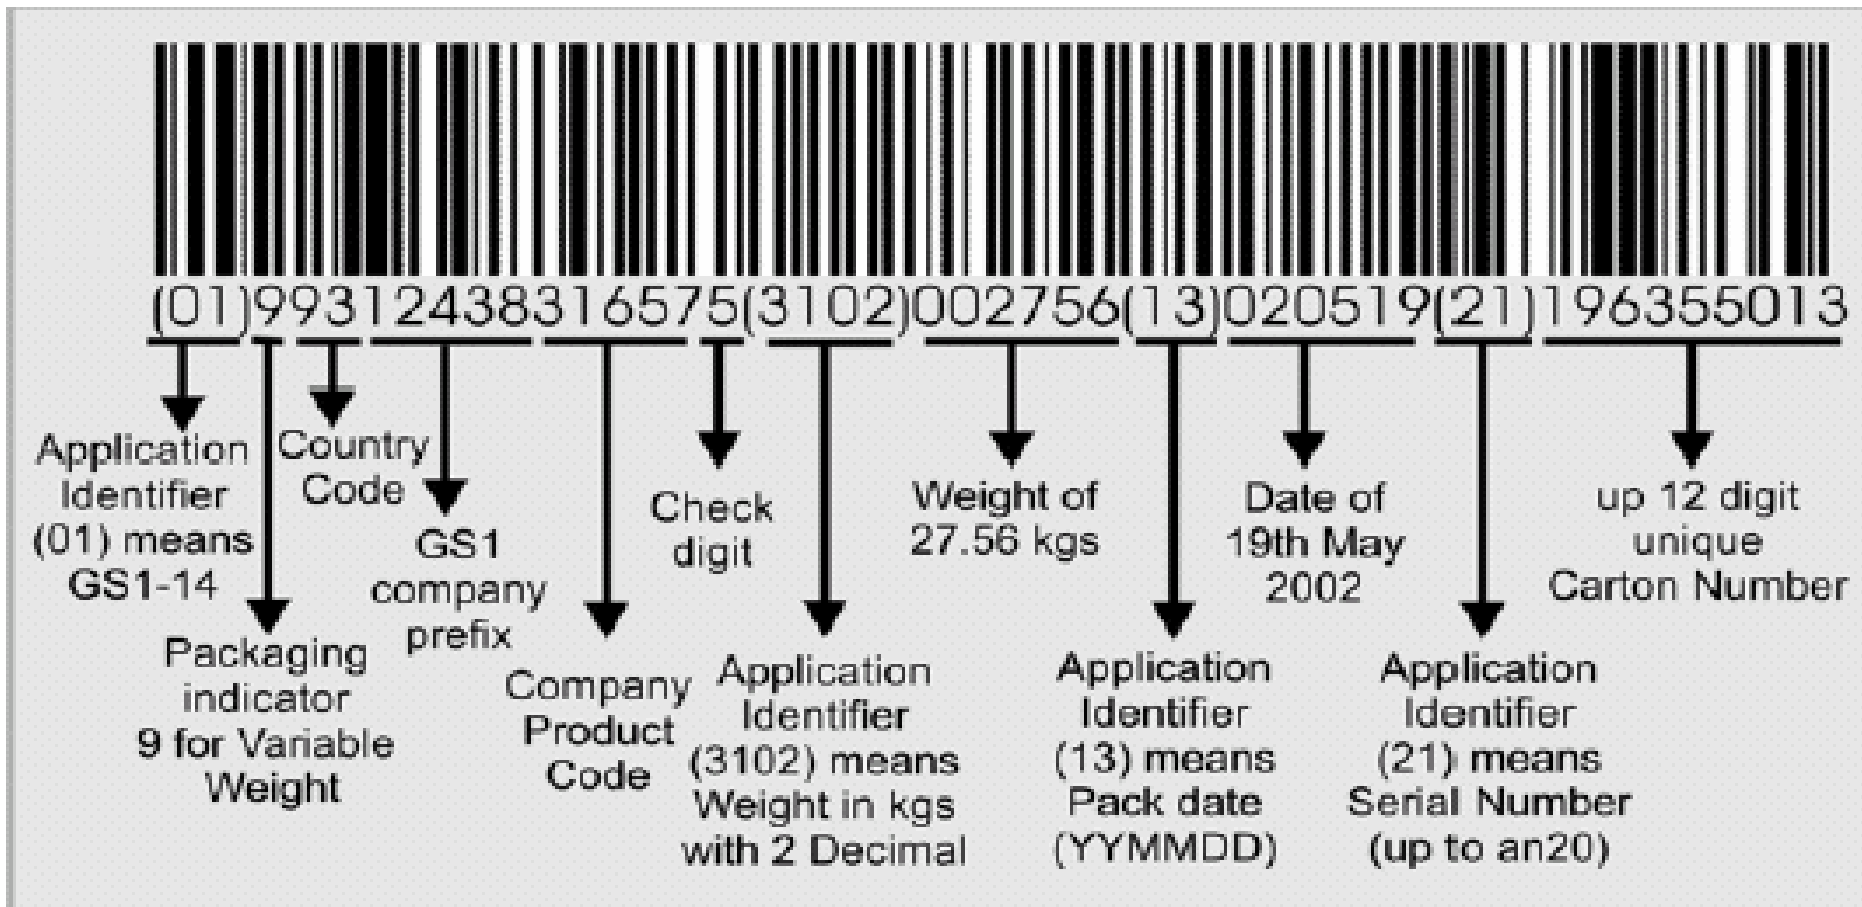 (01)99312438316575(3102)002756(13)020519(21)196355013
Application
Identifier
(01) means
GS1-14
Packaging
indicator
9 for Variable
Weight
Country
Code
GS1
company
prefix
Company
Product
Code
Check
digit
Application
Identifier
(3102) means
Weight in kgs
with 2 Decimal
Weight of
27.56 kgs
Application
Identifier
(13) means
Pack date
(YYMMDD)
Date of
19th May
2002
Application
Identifier
(21) means
Serial Number
(up to an20)
up 12 digit
unique
Carton Number